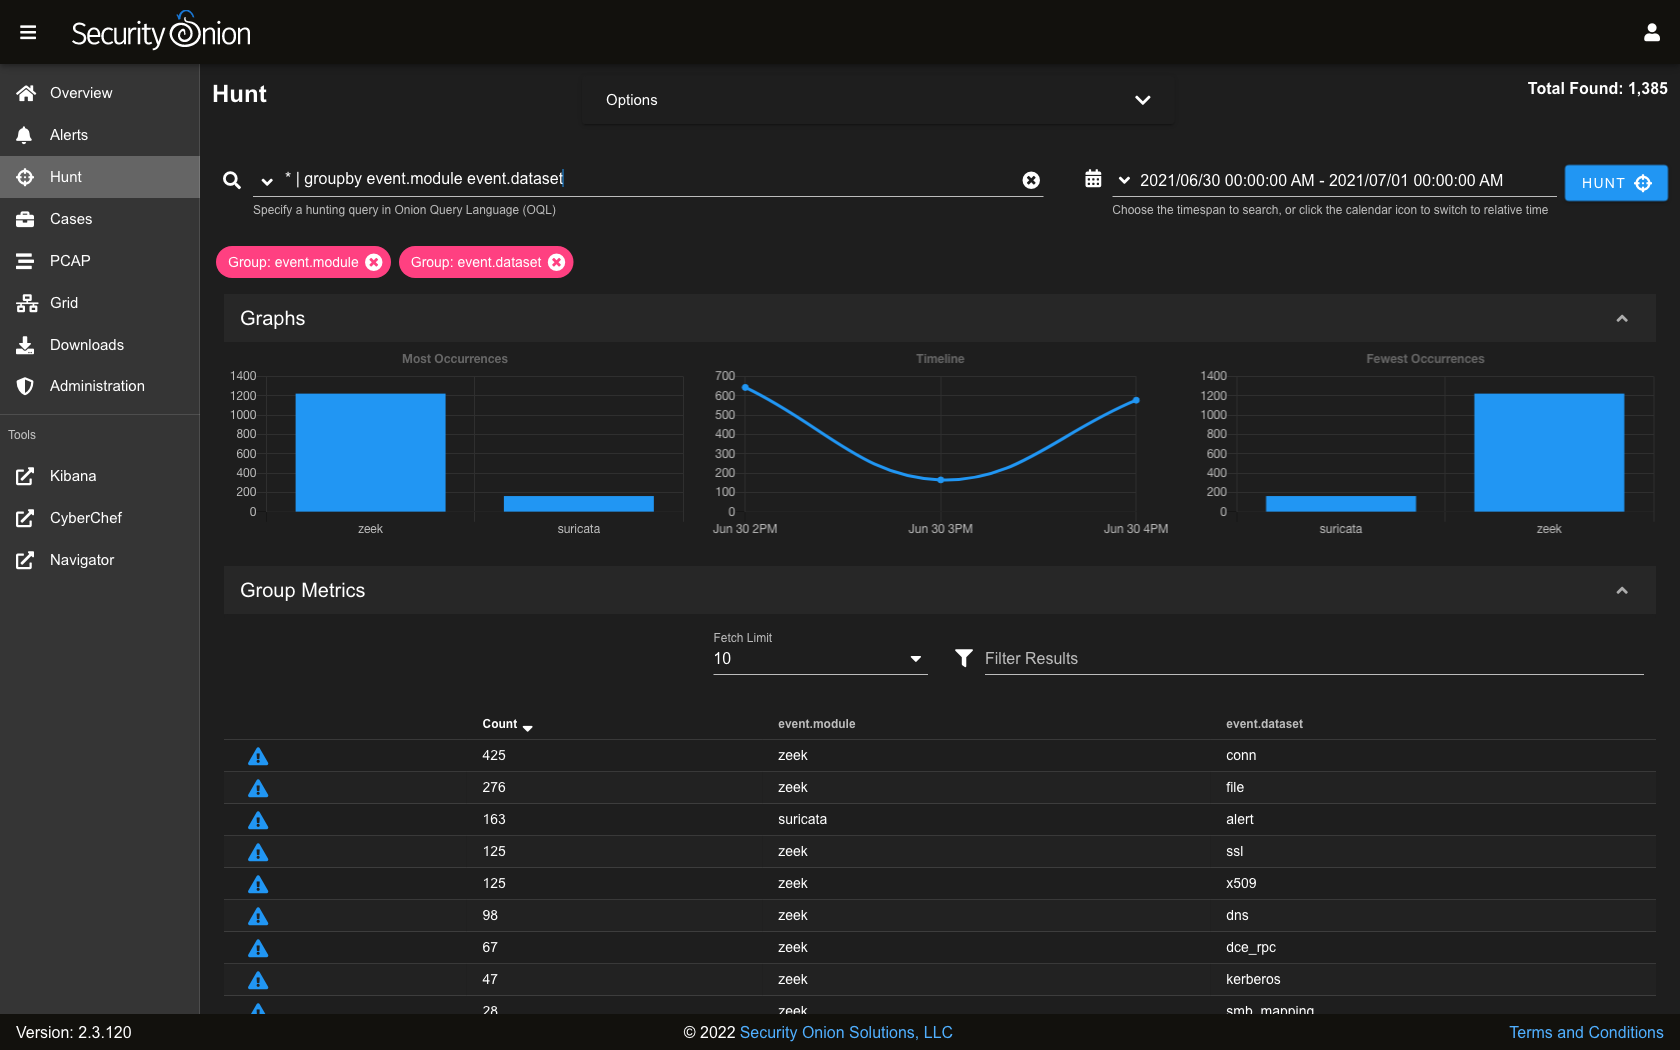 Security Onion
Overview
Alerts
Hunt
Cases
PCAP
Grid
Downloads
Administration
Tools
Kibana
CyberChef
Navigator
Hunt
Options
Total Found: 1,385
* | groupby event.module event.dataset
Specify a hunting query in Onion Query Language (OQL)
2021/06/30 00:00:00 AM - 2021/07/01 00:00:00 AM
Choose the timespan to search, or click the calendar icon to switch to relative time
HUNT
Group: event.module
Group: event.dataset
Graphs
Most Occurrences
1400
1200
1000
800
600
400
200
0
zeek suricata
Timeline
700
600
500
400
300
200
100
0
Jun 30 2PM Jun 30 3PM Jun 30 4PM
Fewest Occurrences
1400
1200
1000
800
600
400
200
0
suricata zeek
Group Metrics
Fetch Limit
10
Filter Results
Count event.module event.dataset
425 zeek conn
276 zeek file
163 suricata alert
125 zeek ssl
125 zeek x509
98 zeek dns
67 zeek dce_rpc
47 zeek kerberos
28 zeek smb_mapping
Version: 2.3.120
© 2022 Security Onion Solutions, LLC
Terms and Conditions